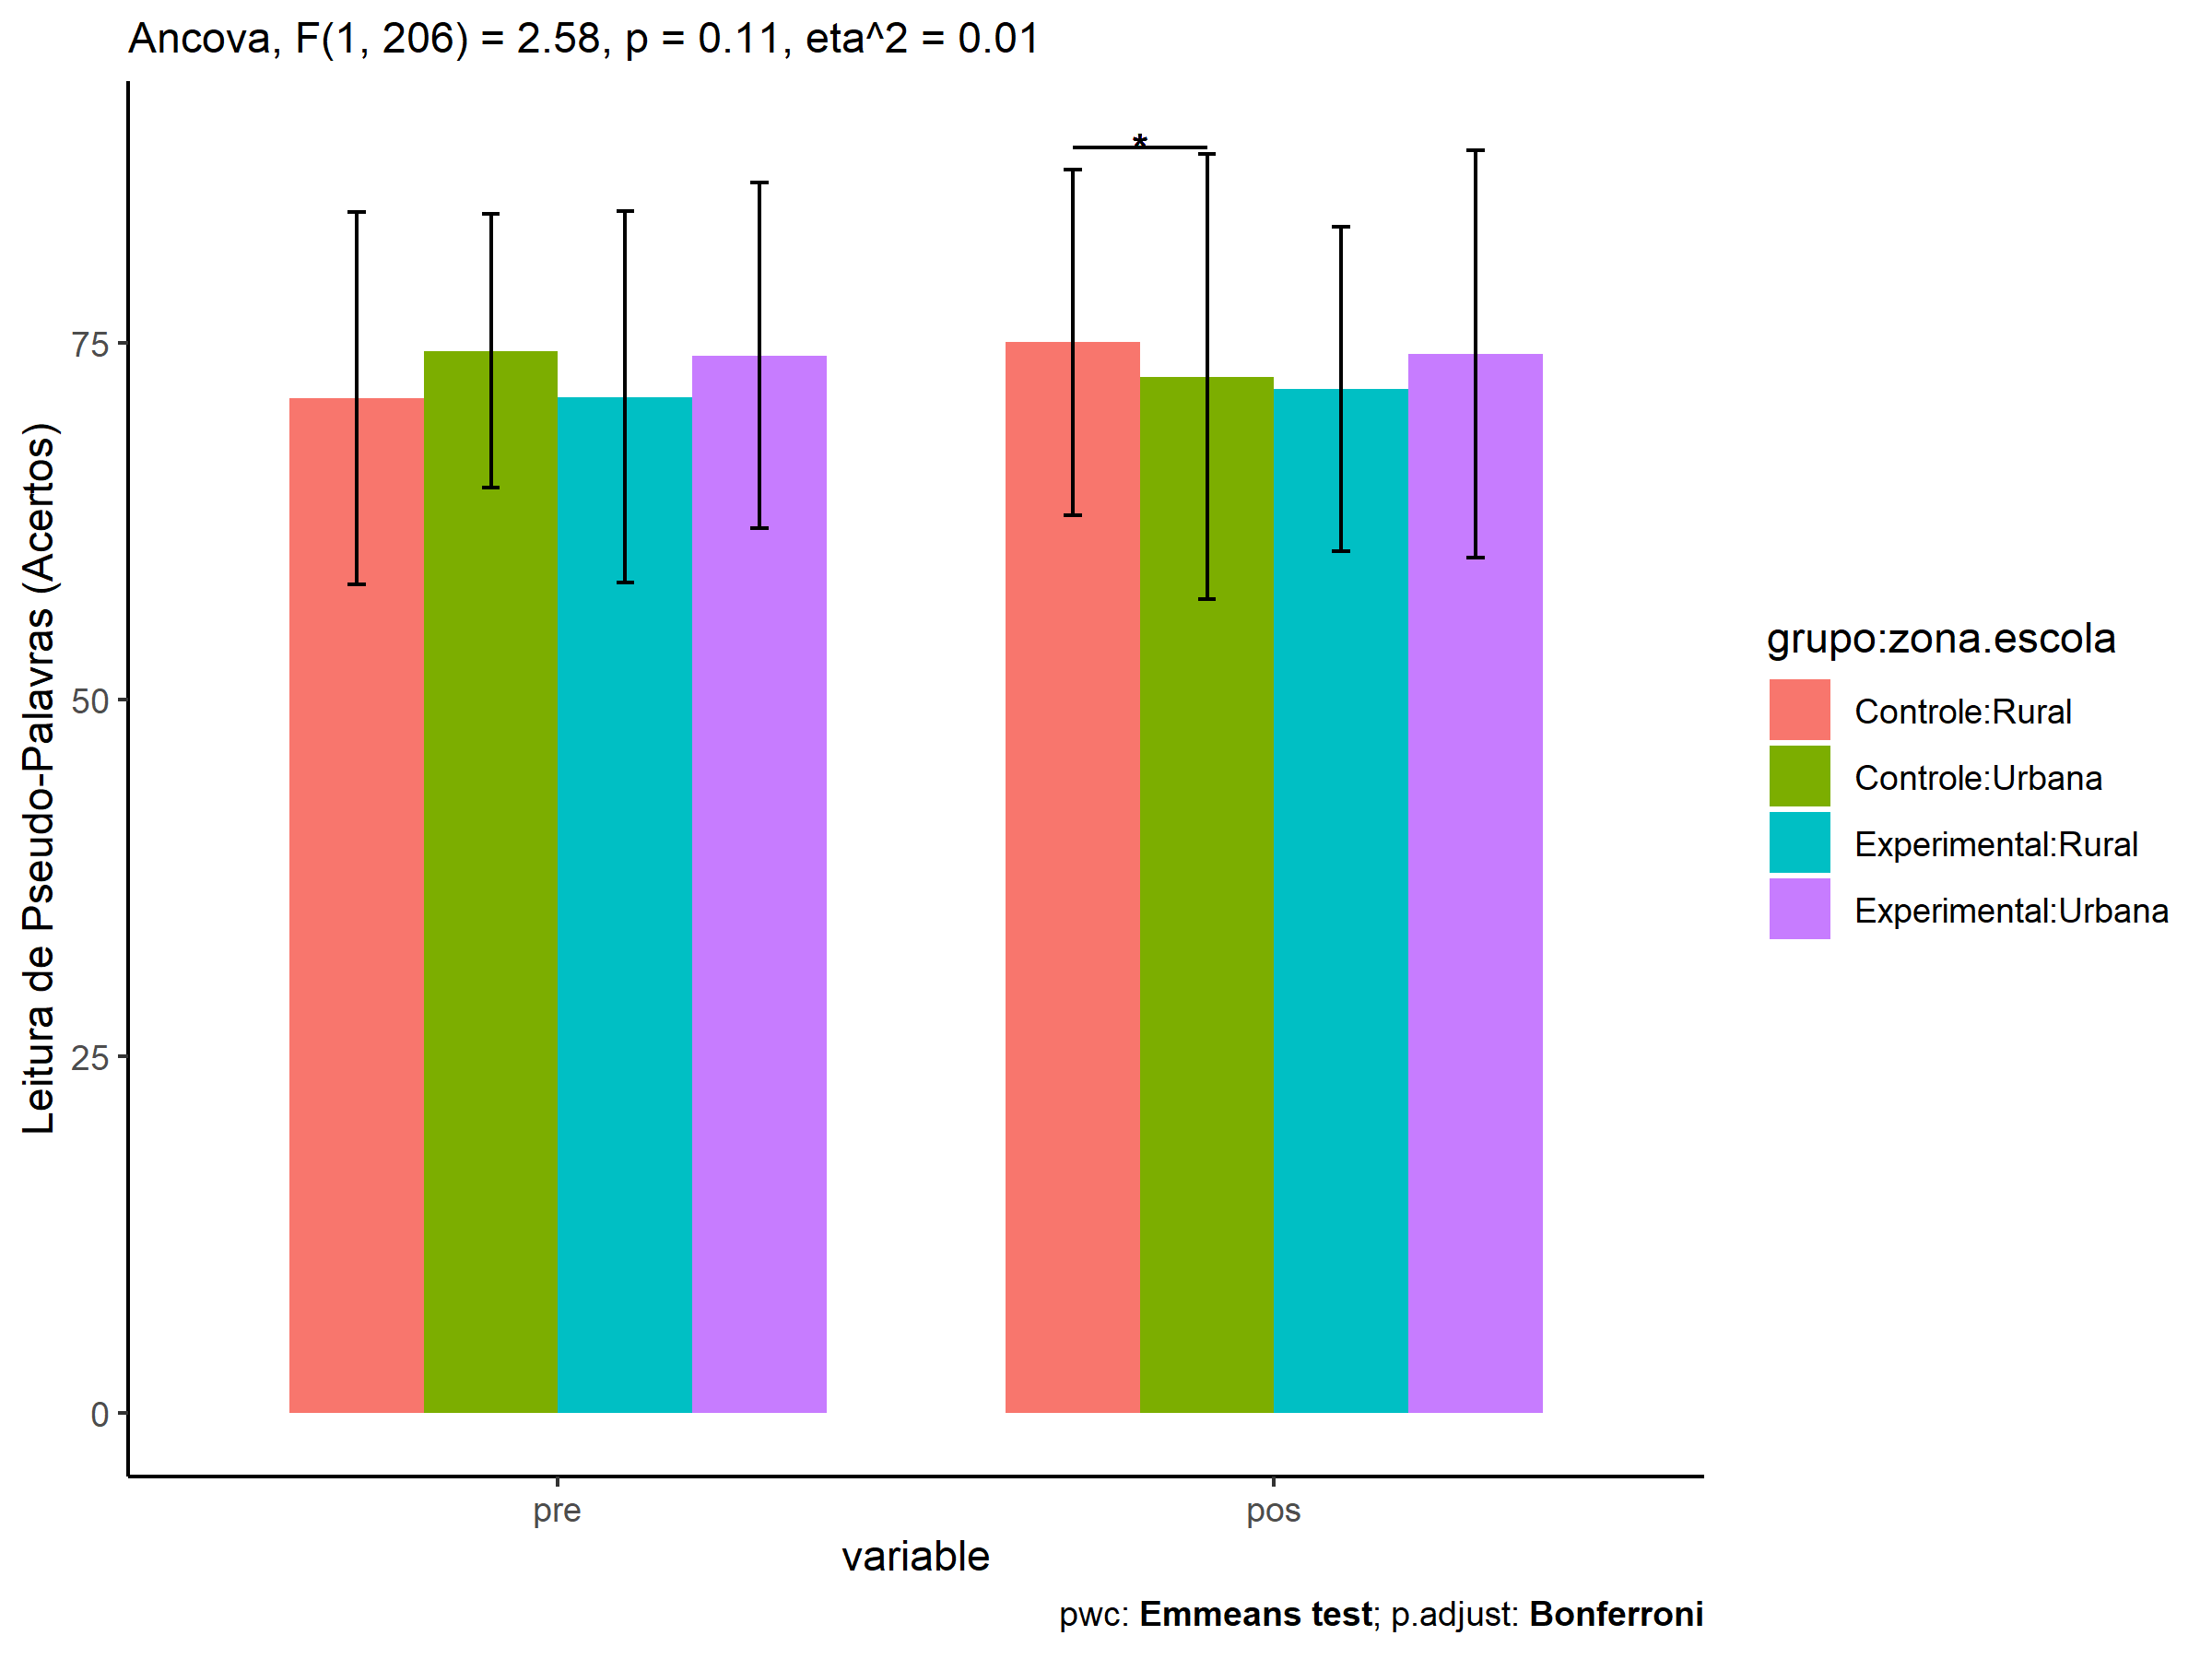 Ancova, F(1, 206) = 2.58, p = 0.11, eta^2 = 0.01
*
Leitura de Pseudo-Palavras (Acertos)
75
50
25
0
pre
pos
variable
grupo:zona.escola
Controle:Rural
Controle:Urbana
Experimental:Rural
Experimental:Urbana
pwc: Emmeans test; p.adjust: Bonferroni